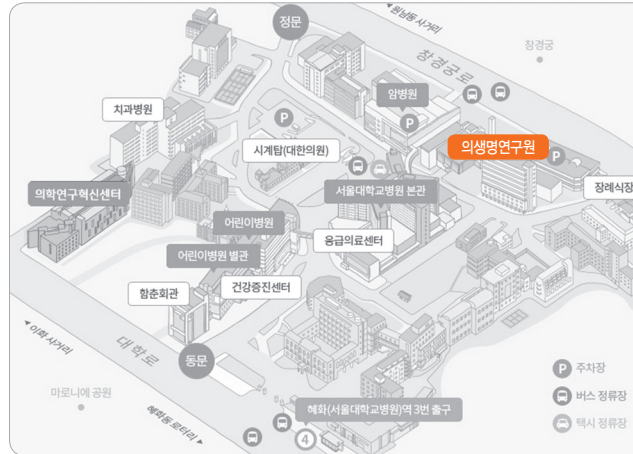 정문
◀ 원남동 사거리
창경궁
창경궁로
암병원
P
치과병원
P
시계탑(대한의원)
의생명연구원
P
의학연구혁신센터
서울대학교병원 본관
장례식장
어린이병원
응급의료센터
어린이병원 별관
건강증진센터
함춘회관
◀ 이화 사거리
대학로
동문
마로니에 공원
혜화동 로터리 ▶
혜화(서울대학교병원)역 3번 출구
4
P 주차장
버스 정류장
택시 정류장